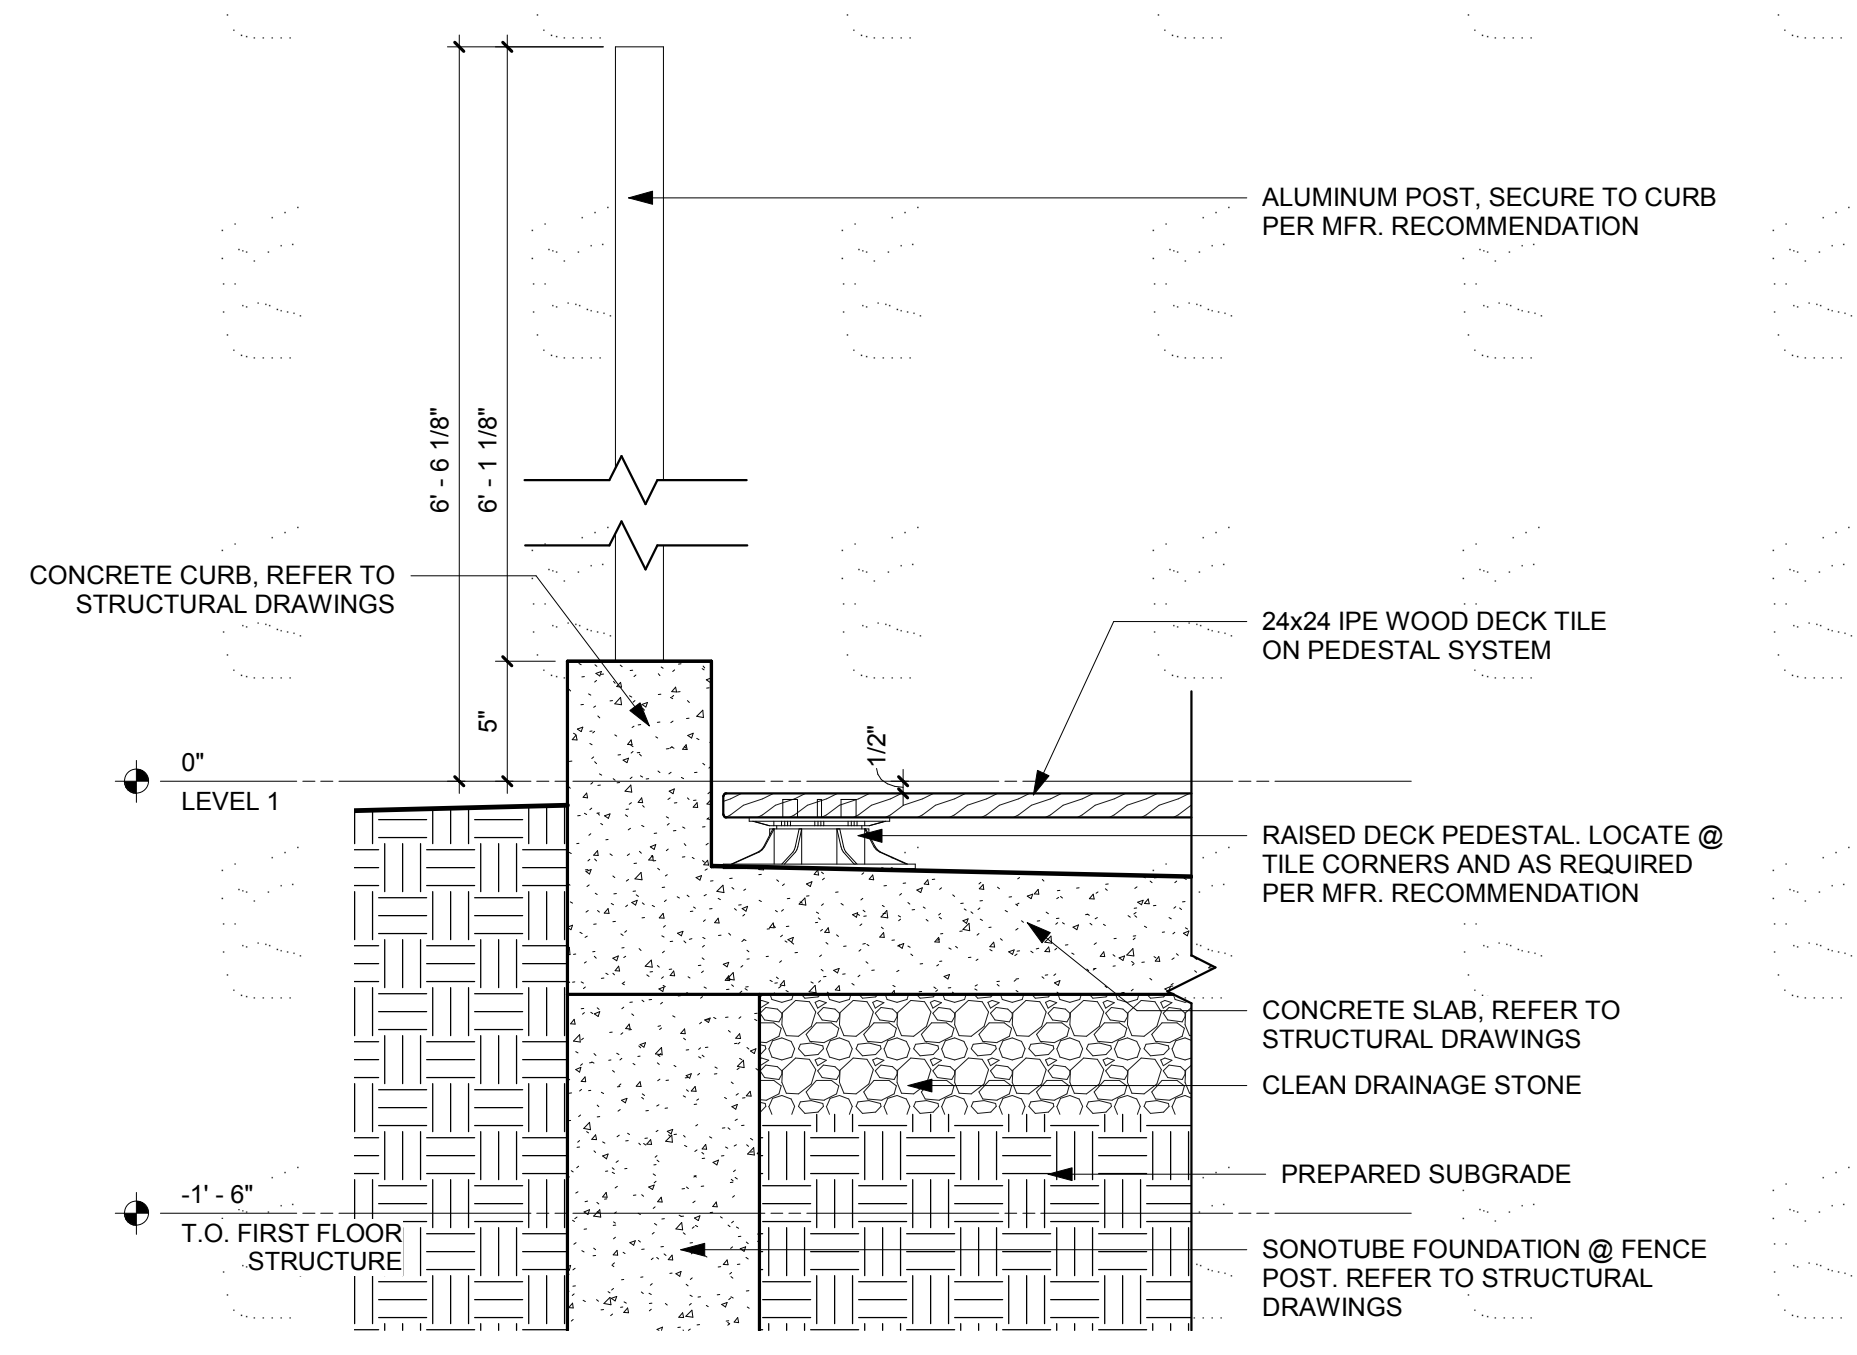 ALUMINUM POST, SECURE TO CURB
PER MFR. RECOMMENDATION
6' - 6 1/8"
6' - 1 1/8"
CONCRETE CURB, REFER TO
STRUCTURAL DRAWINGS
24x24 IPE WOOD DECK TILE
ON PEDESTAL SYSTEM
5"
1/2"
0"
LEVEL 1
RAISED DECK PEDESTAL. LOCATE @
TILE CORNERS AND AS REQUIRED
PER MFR. RECOMMENDATION
CONCRETE SLAB, REFER TO
STRUCTURAL DRAWINGS
CLEAN DRAINAGE STONE
PREPARED SUBGRADE
-1' - 6"
T.O. FIRST FLOOR
STRUCTURE
SONOTUBE FOUNDATION @ FENCE
POST. REFER TO STRUCTURAL
DRAWINGS